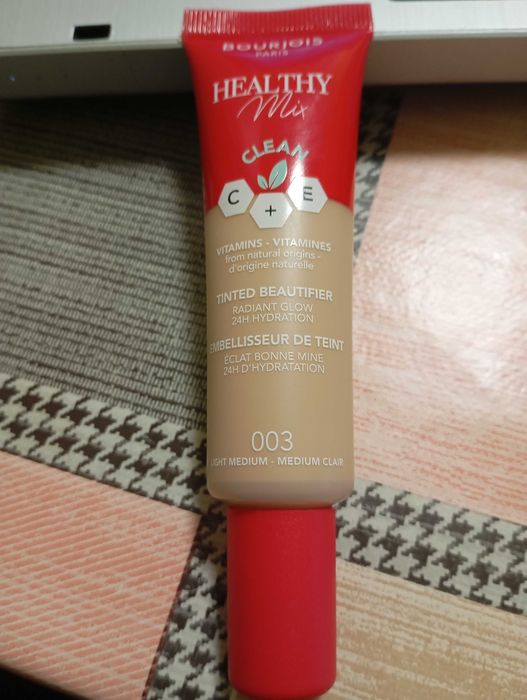 BOURJOIS
PARIS
HEALTHY
Mix
CLEAN
C + E
VITAMINS - VITAMINES
from natural origins -
d'origine naturelle
TINTED BEAUTIFIER
RADIANT GLOW
24H HYDRATION
EMBELLISSEUR DE TEINT
ÉCLAT BONNE MINE
24H D'HYDRATATION
003
LIGHT MEDIUM - MEDIUM CLAIR